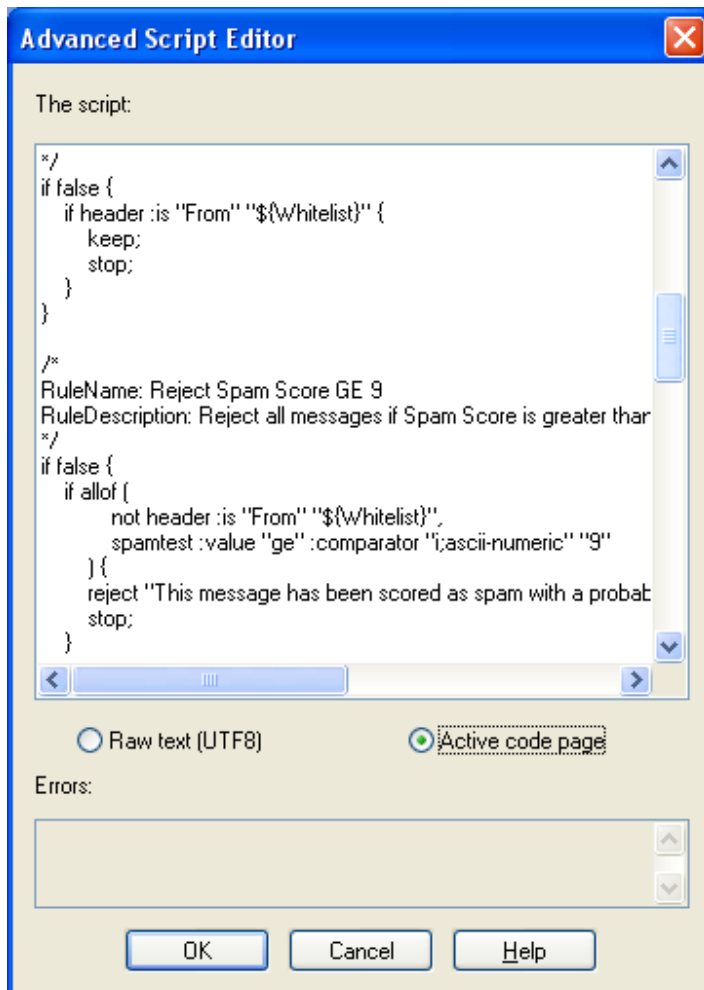 Advanced Script Editor
The script:
*/
if false {
if header :is "From" "${Whitelist}" {
keep;
stop;
}
}
/*
RuleName: Reject Spam Score GE 9
RuleDescription: Reject all messages if Spam Score is greater than
*/
if false {
if allof (
not header :is "From" "${Whitelist}",
spamtest :value "ge" :comparator "i;ascii-numeric" "9"
) {
reject "This message has been scored as spam with a probab
stop;
}
Raw text (UTF8) Active code page
Errors:
OK Cancel Help